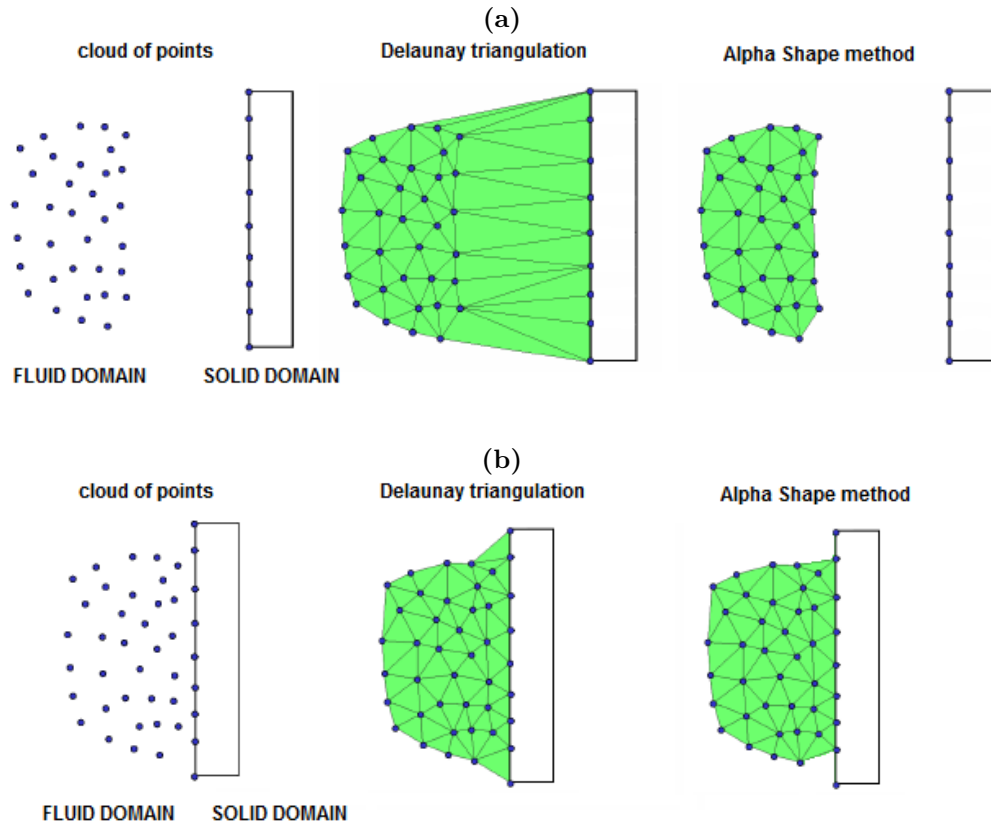 (a)
cloud of points Delaunay triangulation Alpha Shape method
FLUID DOMAIN SOLID DOMAIN
(b)
cloud of points Delaunay triangulation Alpha Shape method
FLUID DOMAIN SOLID DOMAIN